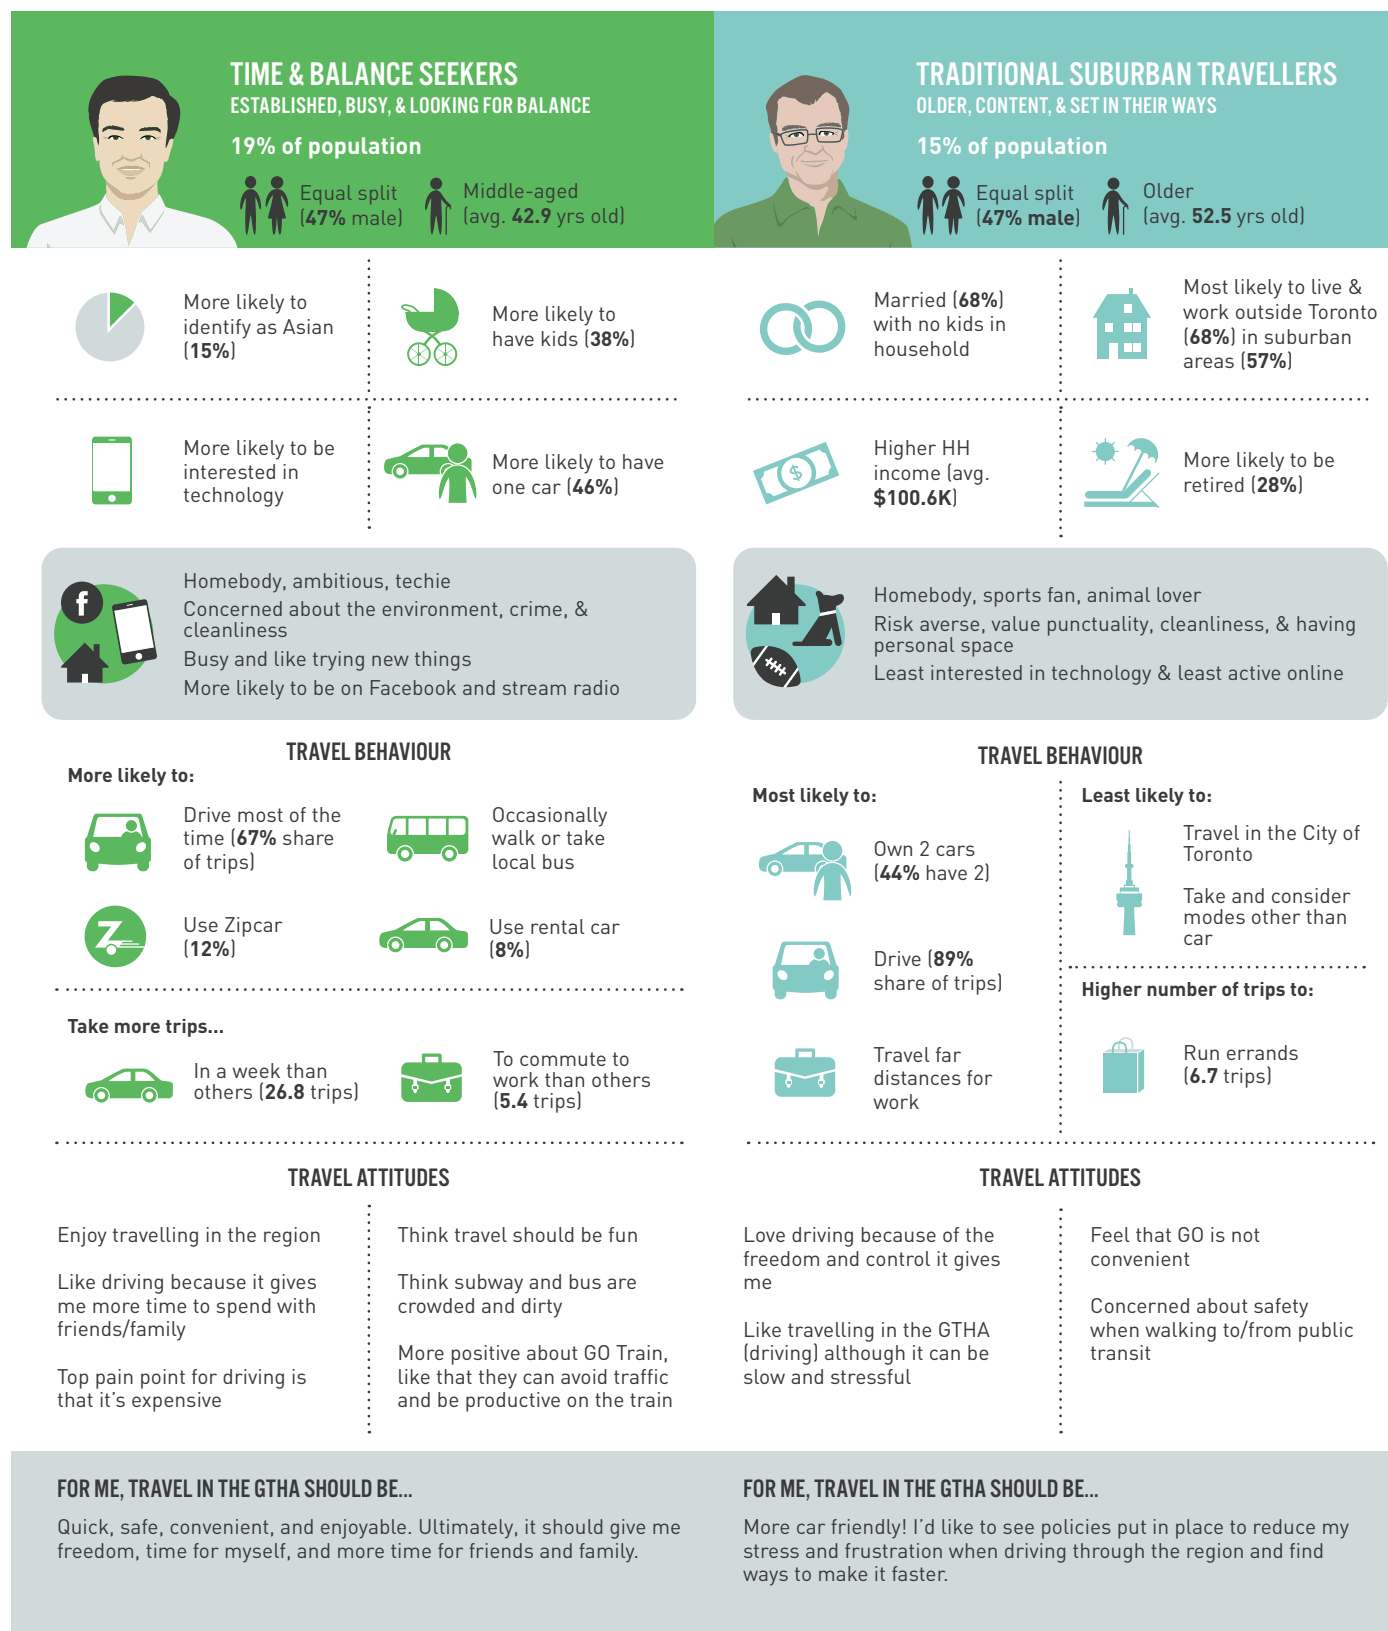 TIME & BALANCE SEEKERS
ESTABLISHED, BUSY, & LOOKING FOR BALANCE
19% of population
Equal split
(47% male)
Middle-aged
(avg. 42.9 yrs old)
More likely to
identify as Asian
(15%)
More likely to
have kids (38%)
More likely to be
interested in
technology
More likely to have
one car (46%)
f
Homebody, ambitious, techie
Concerned about the environment, crime, &
cleanliness
Busy and like trying new things
More likely to be on Facebook and stream radio
TRAVEL BEHAVIOUR
More likely to:
Drive most of the
time (67% share
of trips)
Occasionally
walk or take
local bus
Z
Use Zipcar
(12%)
Use rental car
(8%)
Take more trips...
In a week than
others (26.8 trips)
To commute to
work than others
(5.4 trips)
TRAVEL ATTITUDES
Enjoy travelling in the region
Like driving because it gives
me more time to spend with
friends/family
Top pain point for driving is
that it's expensive
Think travel should be fun
Think subway and bus are
crowded and dirty
More positive about GO Train,
like that they can avoid traffic
and be productive on the train
FOR ME, TRAVEL IN THE GTHA SHOULD BE...
Quick, safe, convenient, and enjoyable. Ultimately, it should give me
freedom, time for myself, and more time for friends and family.
TRADITIONAL SUBURBAN TRAVELLERS
OLDER, CONTENT, & SET IN THEIR WAYS
15% of population
Equal split
(47% male)
Older
(avg. 52.5 yrs old)
Married (68%)
with no kids in
household
Most likely to live &
work outside Toronto
(68%) in suburban
areas (57%)
$
Higher HH
income (avg.
$100.6K)
More likely to be
retired (28%)
Homebody, sports fan, animal lover
Risk averse, value punctuality, cleanliness, & having
personal space
Least interested in technology & least active online
TRAVEL BEHAVIOUR
Most likely to:
Own 2 cars
(44% have 2)
Drive (89%
share of trips)
Travel far
distances for
work
Least likely to:
Travel in the City of
Toronto
Take and consider
modes other than
car
Higher number of trips to:
Run errands
(6.7 trips)
TRAVEL ATTITUDES
Love driving because of the
freedom and control it gives
me
Like travelling in the GTHA
(driving) although it can be
slow and stressful
Feel that GO is not
convenient
Concerned about safety
when walking to/from public
transit
FOR ME, TRAVEL IN THE GTHA SHOULD BE...
More car friendly! I'd like to see policies put in place to reduce my
stress and frustration when driving through the region and find
ways to make it faster.